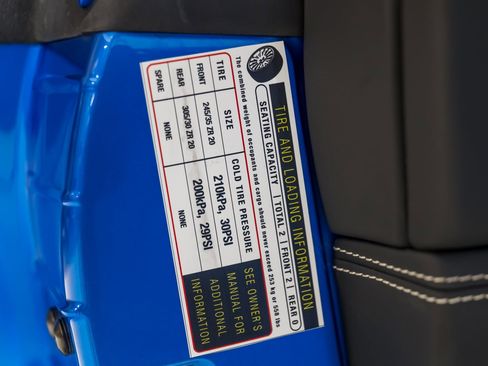 TIRE AND LOADING INFORMATION
SEATING CAPACITY | TOTAL 2 | FRONT 2 | REAR 0
The combined weight of occupants and cargo should never exceed 253 kg or 558 lbs
TIRE SIZE COLD TIRE PRESSURE
FRONT 245/35 ZR 20 210kPa, 30PSI
REAR 305/30 ZR 20 200kPa, 29PSI
SPARE NONE NONE
SEE OWNER'S
MANUAL FOR
ADDITIONAL
INFORMATION